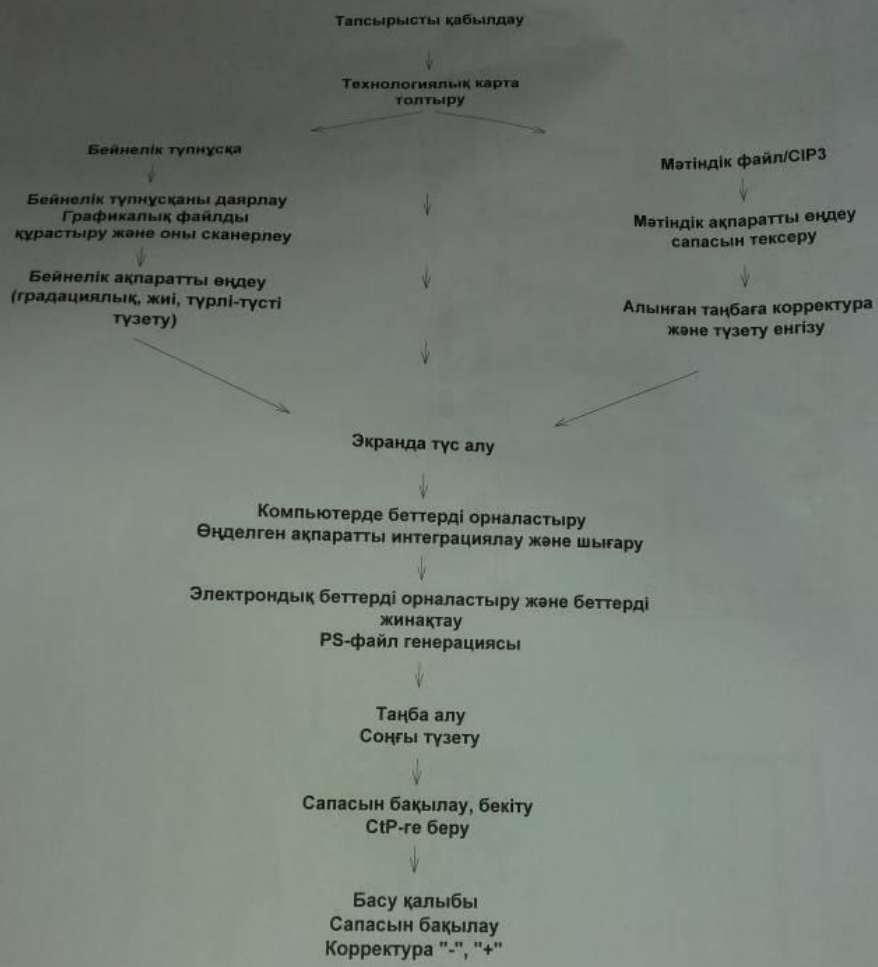 Тапсырысты қабылдау
Технологиялық карта
толтыру
Бейнелік түпнұсқа
Бейнелік түпнұсқаны даярлау
Графикалық файлды
құрастыру және оны сканерлеу
Бейнелік ақпаратты өңдеу
(градациялық, жиі, түрлі-түсті
түзету)
Мәтіндік файл/CIP3
Мәтіндік ақпаратты өңдеу
сапасын тексеру
Алынған таңбаға корректура
және түзету енгізу
Экранда түс алу
Компьютерде беттерді орналастыру
Өңделген ақпаратты интеграциялау және шығару
Электрондық беттерді орналастыру және беттерді
жинақтау
PS-файл генерациясы
Таңба алу
Соңғы түзету
Сапасын бақылау, бекіту
CtP-ге беру
Басу қалыбы
Сапасын бақылау
Корректура "-", "+"